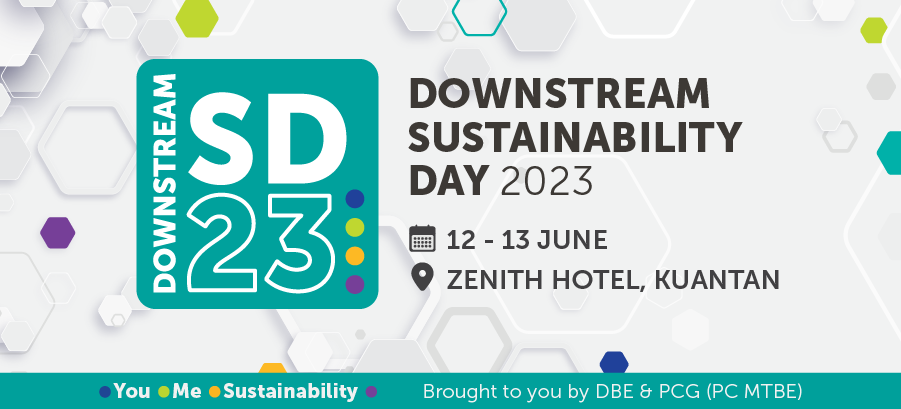 DOWNSTREAM
SD
23
DOWNSTREAM
SUSTAINABILITY
DAY 2023
12 - 13 JUNE
ZENITH HOTEL, KUANTAN
You Me Sustainability
Brought to you by DBE & PCG (PC MTBE)